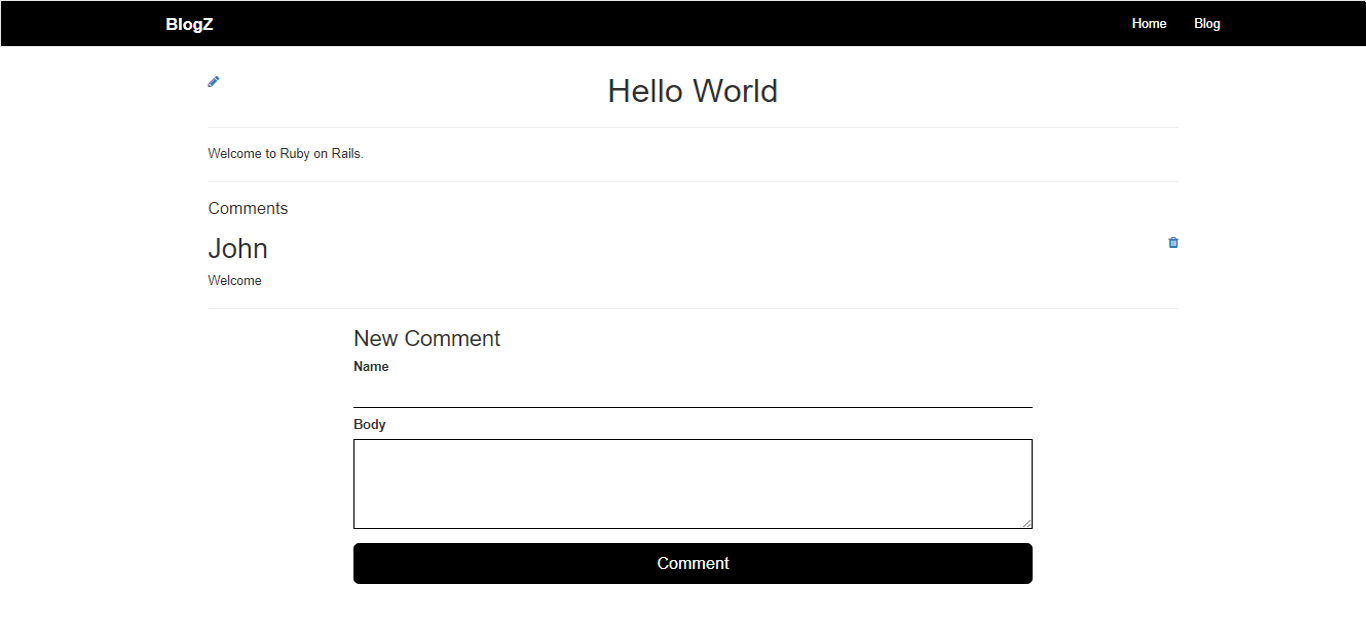 BlogZ Home Blog
Hello World
Welcome to Ruby on Rails.
Comments
John
Welcome
New Comment
Name
Body
Comment